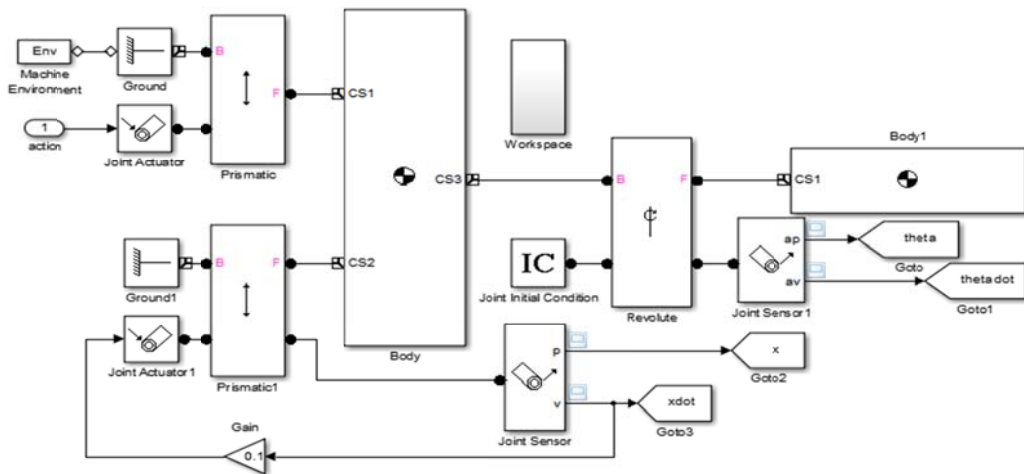 Env
Machine
Environment
B
Ground
F
CS1
1
action
Joint Actuator
Prismatic
Workspace
Body1
CS3
B
F
CS1
B
F
CS2
Ground1
IC
Joint Initial Condition
Revolute
ap
theta
Goto
av
thetadot
Goto1
Joint Sensor1
Joint Actuator1
Prismatic1
Body
p
x
Goto2
v
xdot
Goto3
Joint Sensor
Gain
0.1